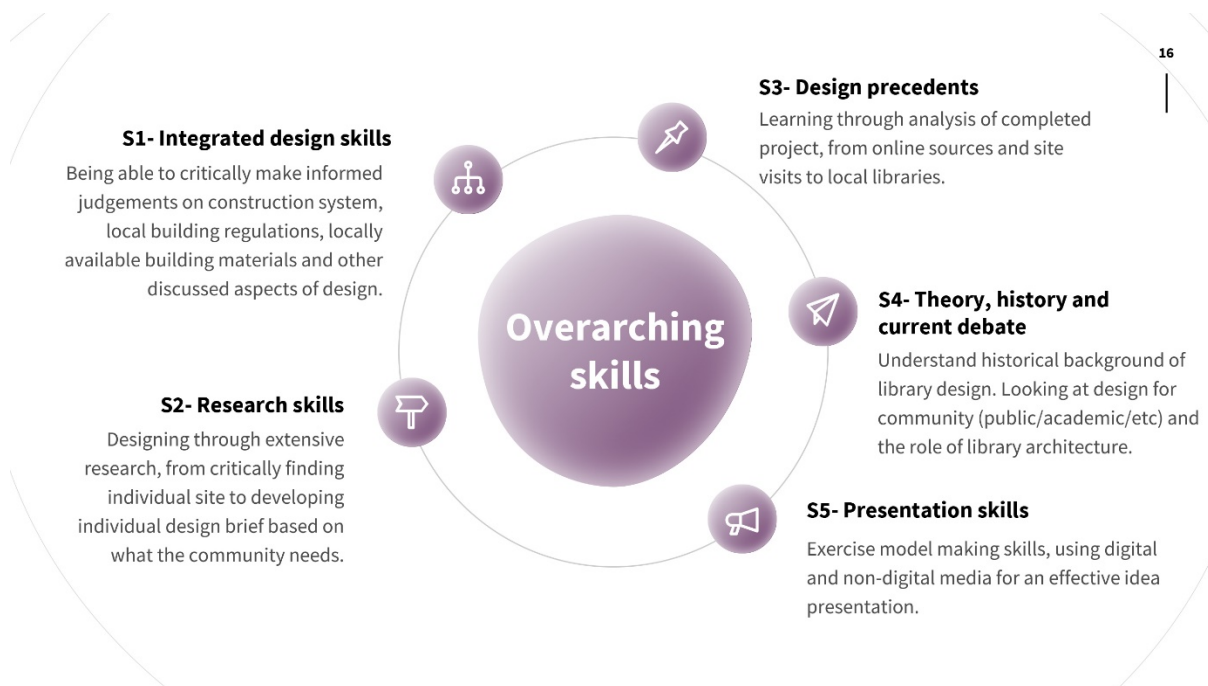 16
S1- Integrated design skills
Being able to critically make informed
judgements on construction system,
local building regulations, locally
available building materials and other
discussed aspects of design.
S2- Research skills
Designing through extensive
research, from critically finding
individual site to developing
individual design brief based on
what the community needs.
Overarching
skills
S3- Design precedents
Learning through analysis of completed
project, from online sources and site
visits to local libraries.
S4- Theory, history and
current debate
Understand historical background of
library design. Looking at design for
community (public/academic/etc) and
the role of library architecture.
S5- Presentation skills
Exercise model making skills, using digital
and non-digital media for an effective idea
presentation.